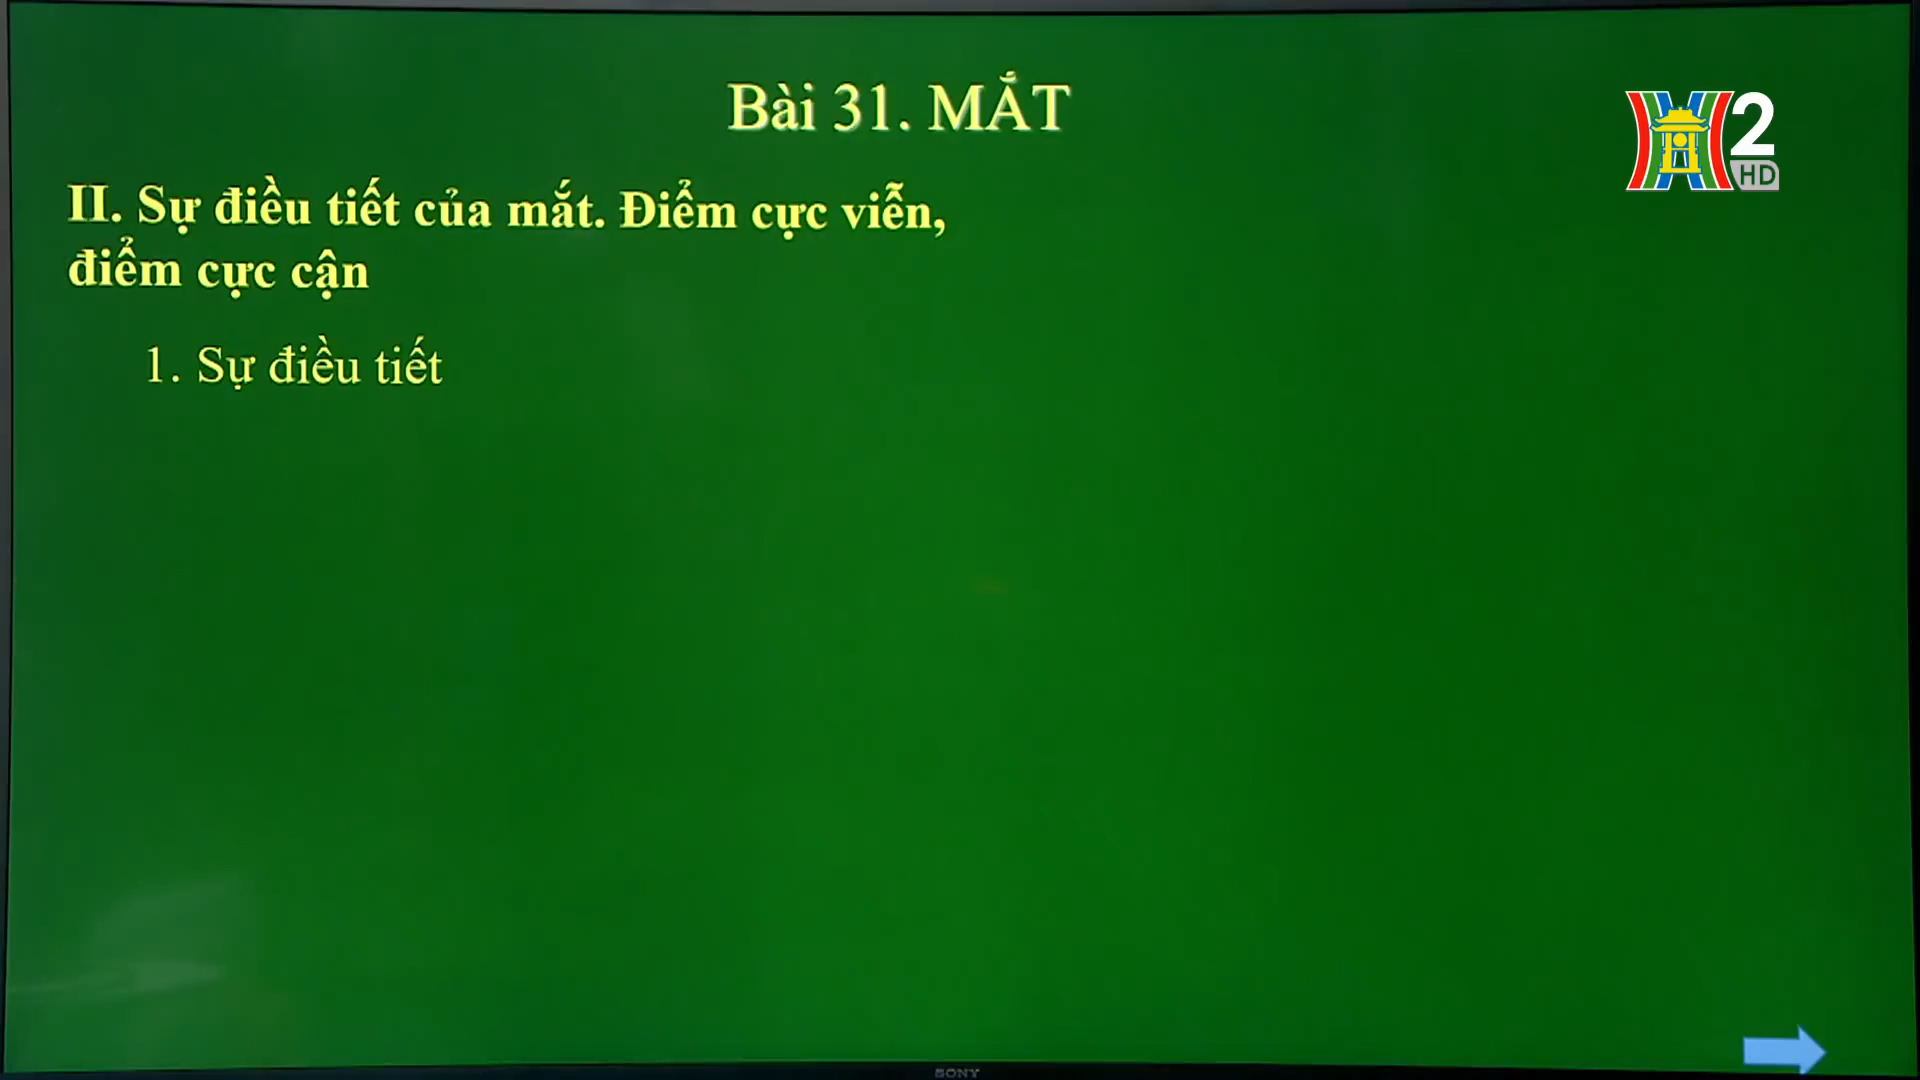 Bài 31. MẮT
2
HD
II. Sự điều tiết của mắt. Điểm cực viễn,
điểm cực cận
1. Sự điều tiết
SONY